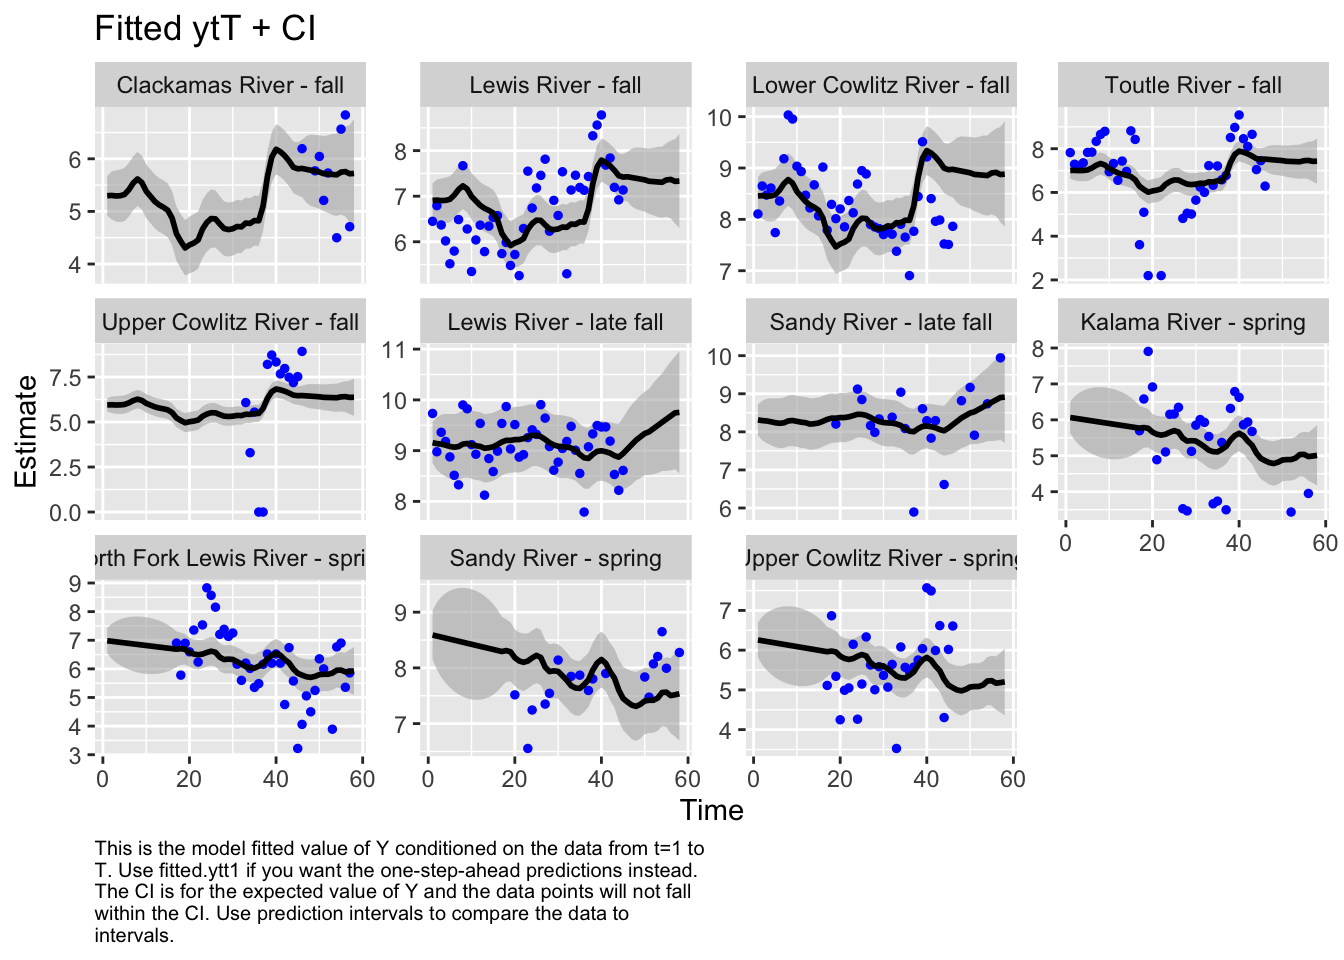 Fitted ytT + CI
Clackamas River - fall
Lewis River - fall
Lower Cowlitz River - fall
Toutle River - fall
6
5
4
8
7
6
10
9
8
7
8
6
4
2
Upper Cowlitz River - fall
Lewis River - late fall
Sandy River - late fall
Kalama River - spring
7.5
5.0
2.5
0.0
11
10
9
8
10
9
8
7
6
8
7
6
5
4
0 20 40 60
orth Fork Lewis River - spri
Sandy River - spring
Upper Cowlitz River - spring
9
8
7
6
5
4
3
9
8
7
7
6
5
4
0 20 40 60
0 20 40 60
0 20 40 60
Estimate
Time
This is the model fitted value of Y conditioned on the data from t=1 to
T. Use fitted.ytt1 if you want the one-step-ahead predictions instead.
The CI is for the expected value of Y and the data points will not fall
within the CI. Use prediction intervals to compare the data to
intervals.